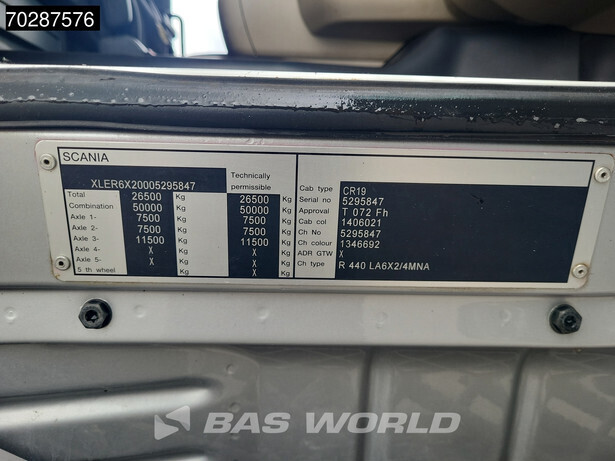 70287576
SCANIA
XLER6X20005295847 Technically permissible
Total 26500 Kg 26500 Kg
Combination 50000 Kg 50000 Kg
Axle 1- 7500 Kg 7500 Kg
Axle 2- 7500 Kg 7500 Kg
Axle 3- 11500 Kg 11500 Kg
Axle 4- X Kg X Kg
Axle 5- X Kg X Kg
5 th wheel Kg X Kg
Cab type CR19
Serial no 5295847
Approval T 072 Fh
Cab col 1406021
Ch No 5295847
Ch colour 1346692
ADR GTW X
Ch type R 440 LA6X2/4MNA
BAS WORLD